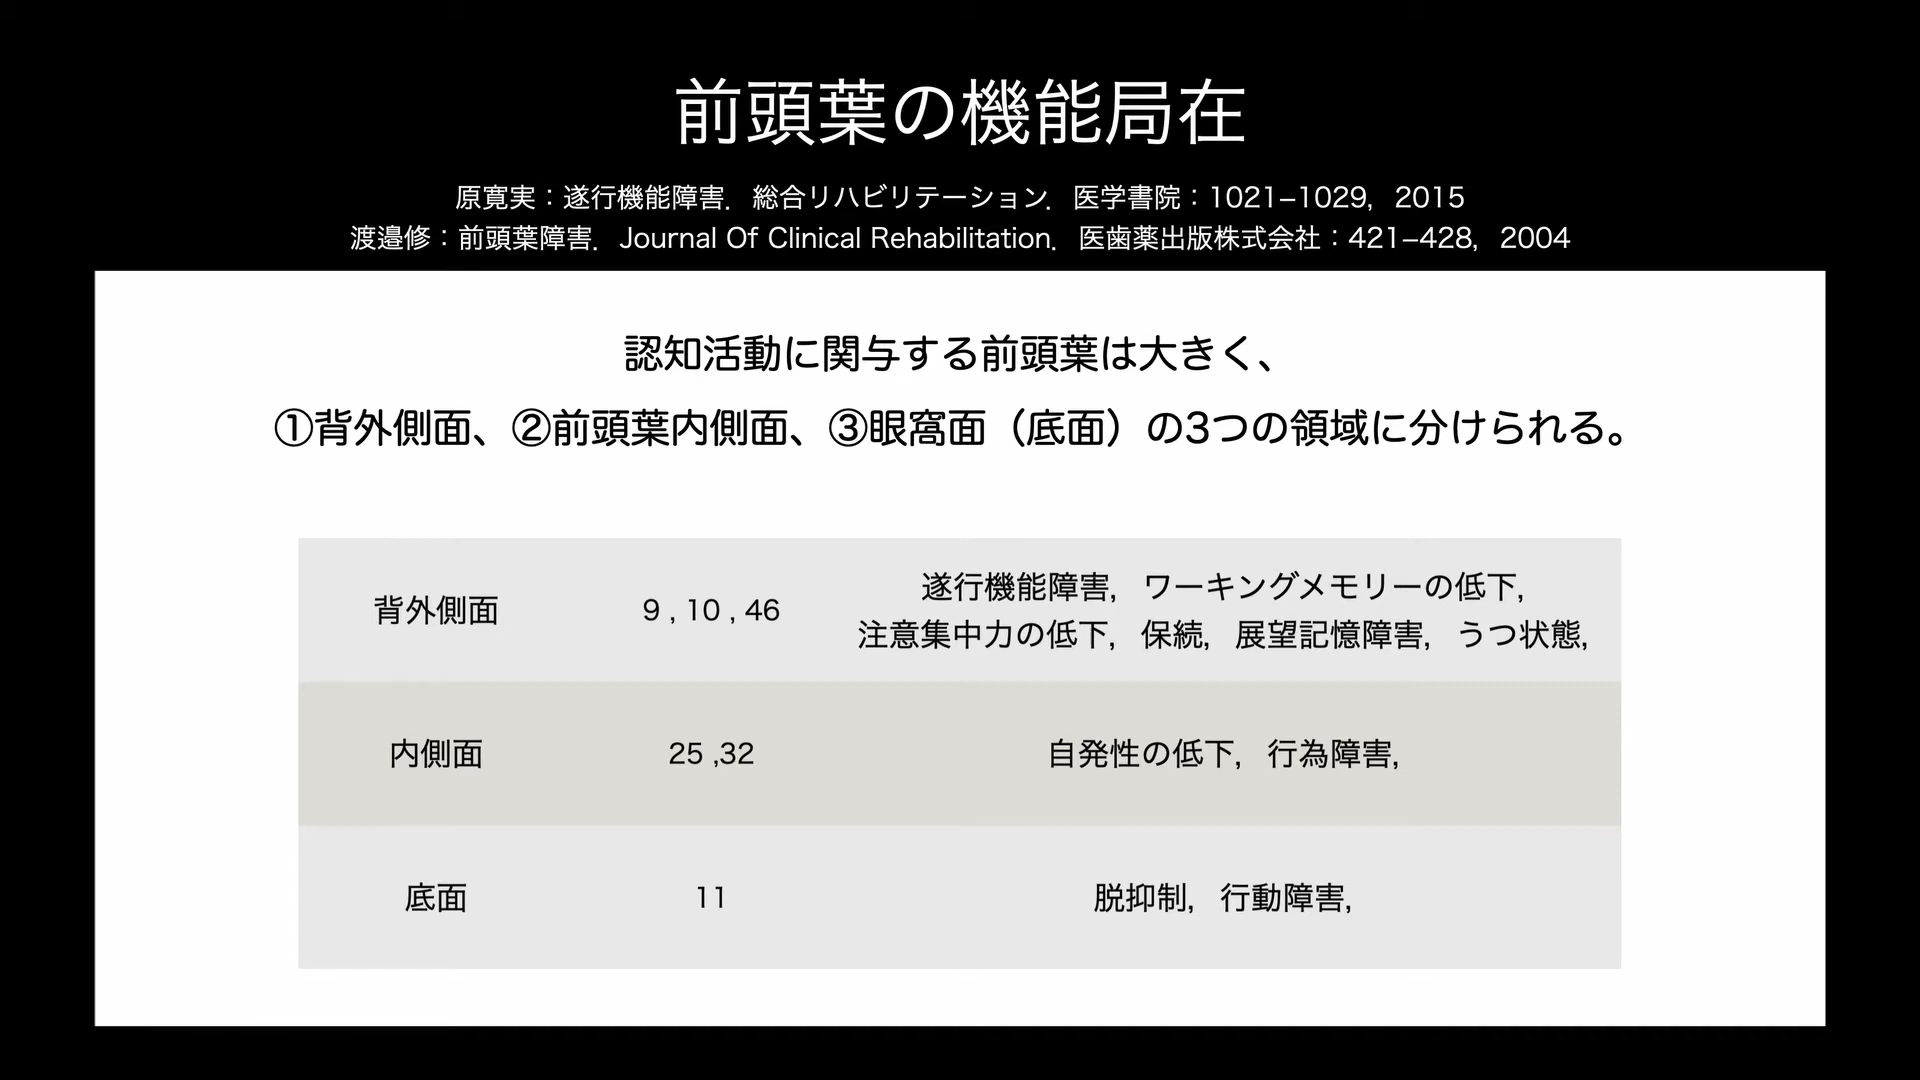 前頭葉の機能局在
原寛実：遂行機能障害．総合リハビリテーション．医学書院：1021–1029，2015
渡邉修：前頭葉障害．Journal Of Clinical Rehabilitation．医歯薬出版株式会社：421–428，2004
認知活動に関与する前頭葉は大きく、
①背外側面、②前頭葉内側面、③眼窩面（底面）の3つの領域に分けられる。
背外側面 9 , 10 , 46 遂行機能障害，ワーキングメモリーの低下，
注意集中力の低下，保続，展望記憶障害，うつ状態，
内側面 25 ,32 自発性の低下，行為障害，
底面 11 脱抑制，行動障害，